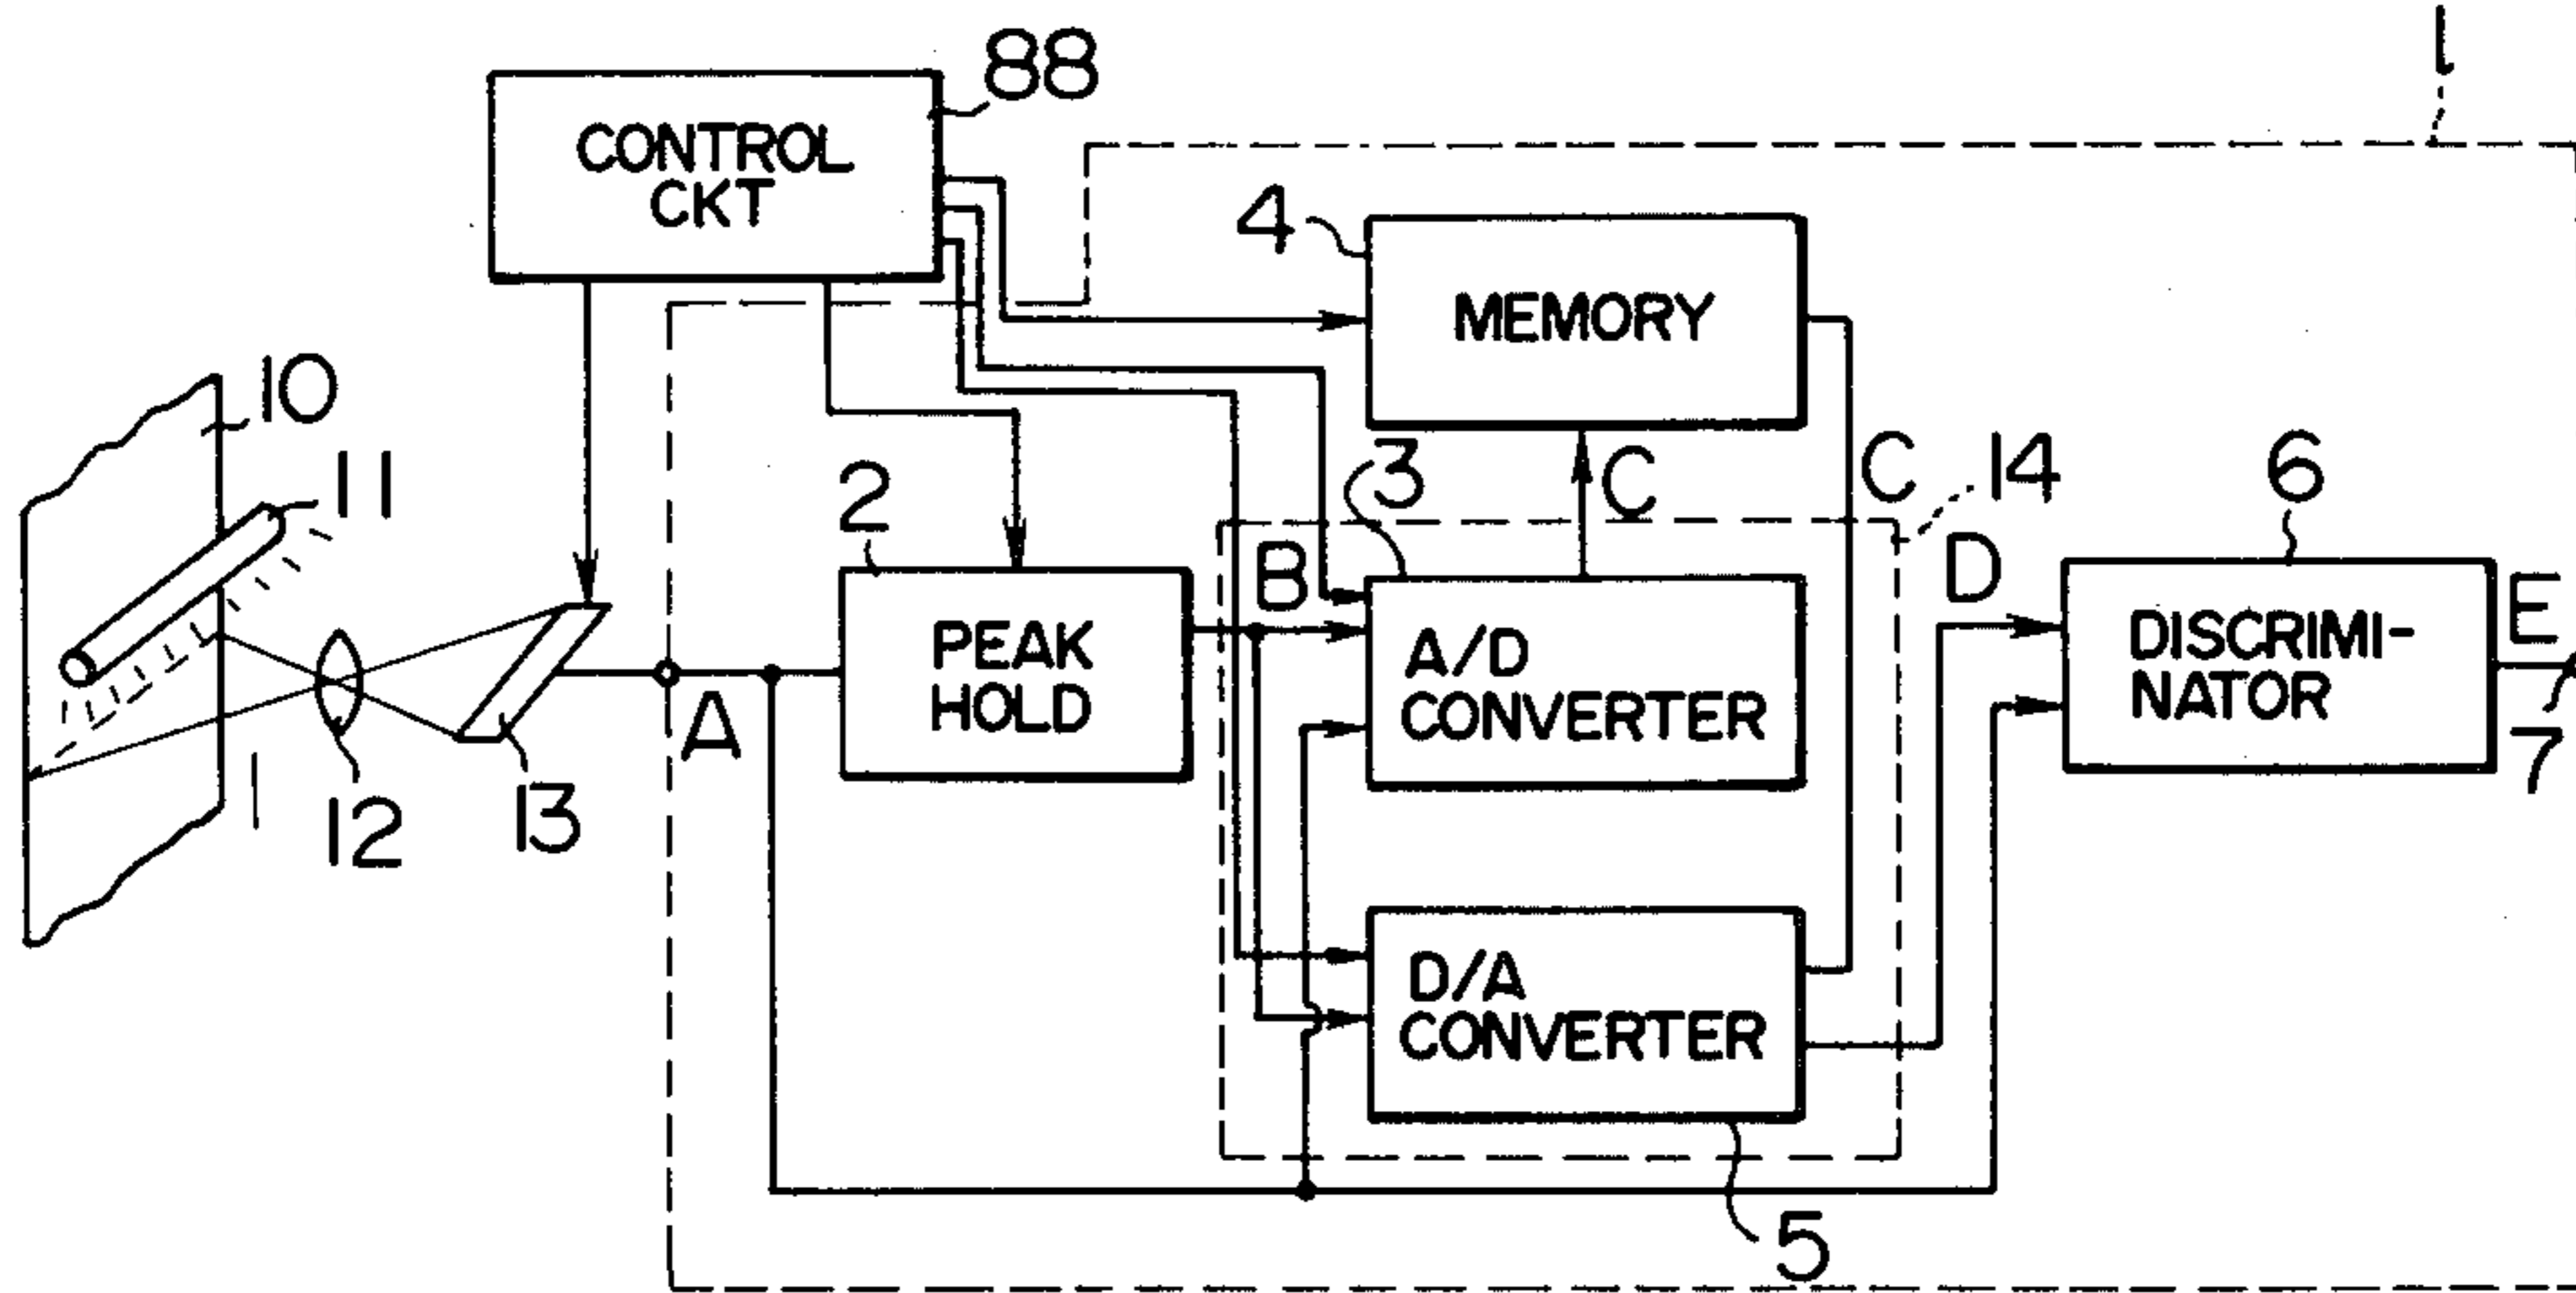 1
88
CONTROL
CKT
4
MEMORY
10
11
2
3
C
C
14
6
B
D
E
PEAK
HOLD
A/D
CONVERTER
DISCRIMI-
NATOR
A
7
12
13
D/A
CONVERTER
5